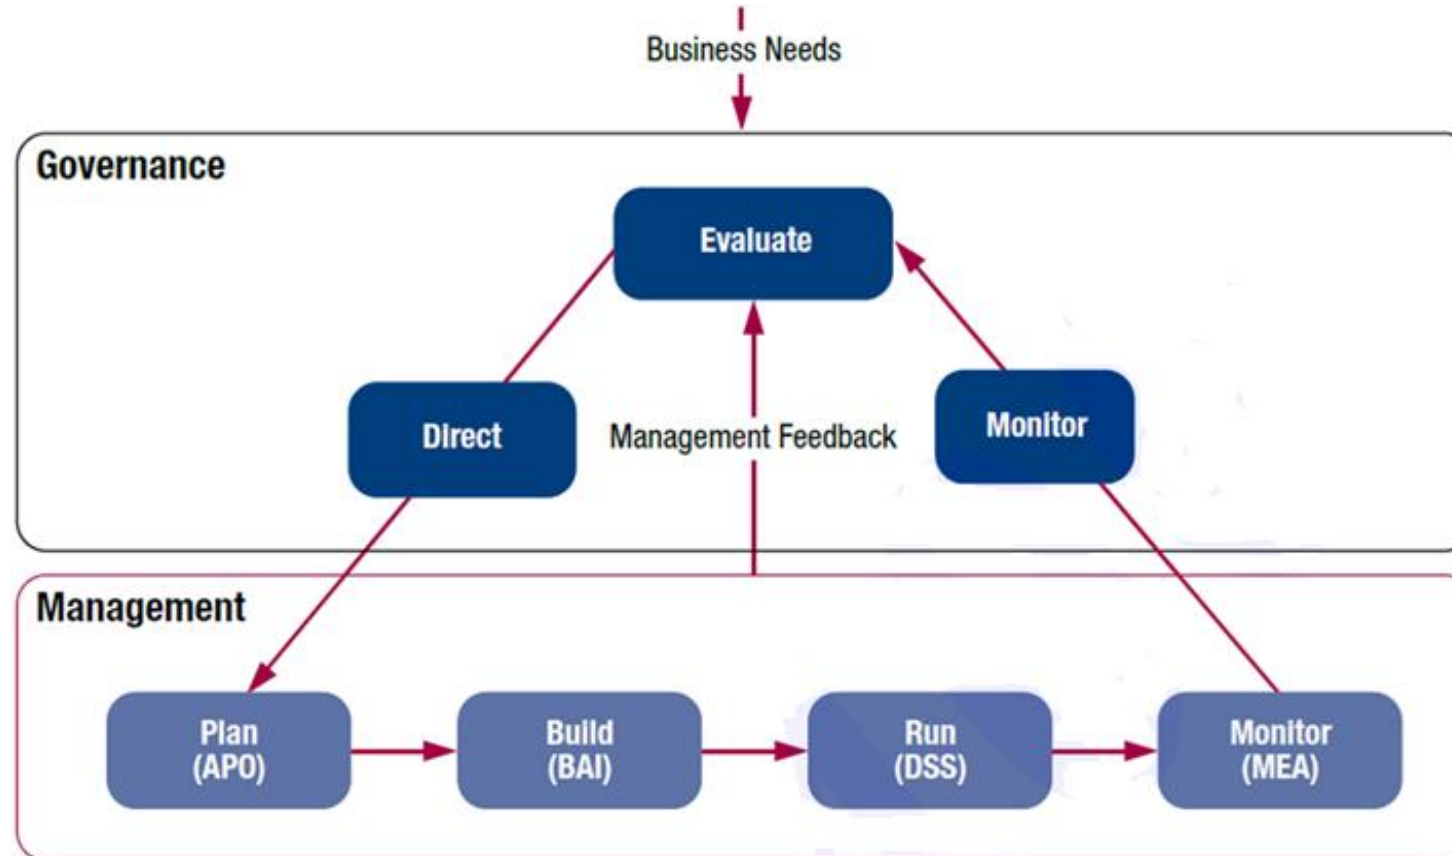 Business Needs
Governance
Evaluate
Direct
Management Feedback
Monitor
Management
Plan
(APO)
Build
(BAI)
Run
(DSS)
Monitor
(MEA)